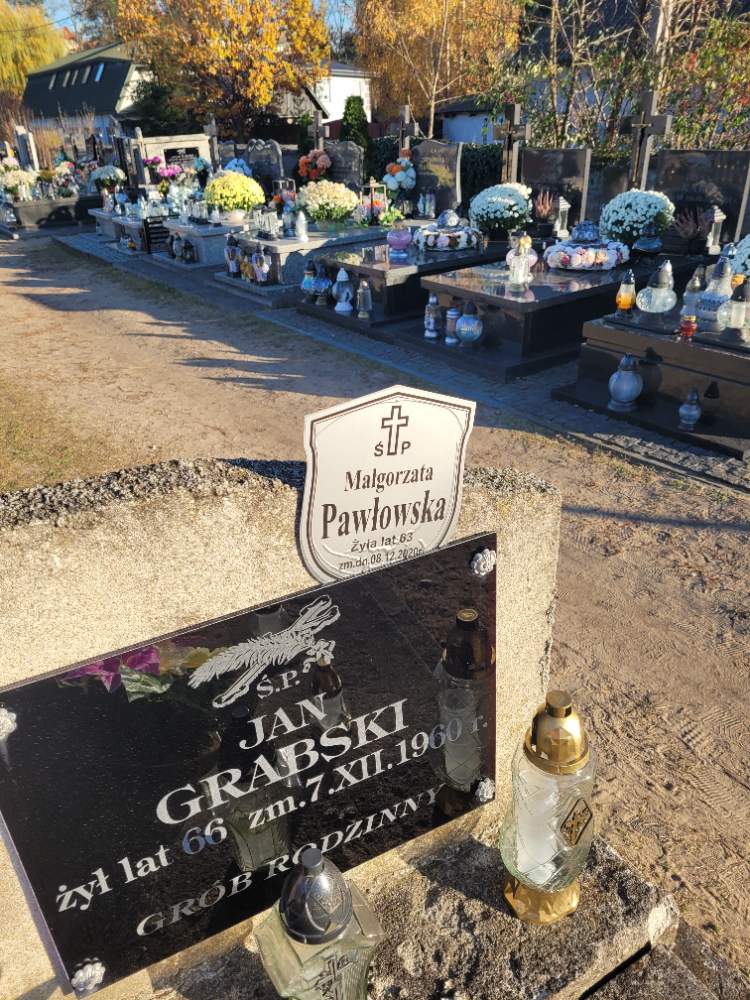 Ś P
Małgorzata
Pawłowska
Żyła lat 63
zm.dn.08.12.2020r.
Ś.P.
JAN
GRABSKI
żył lat 66 zm.7.XII.1960 r.
GRÓB RODZINNY